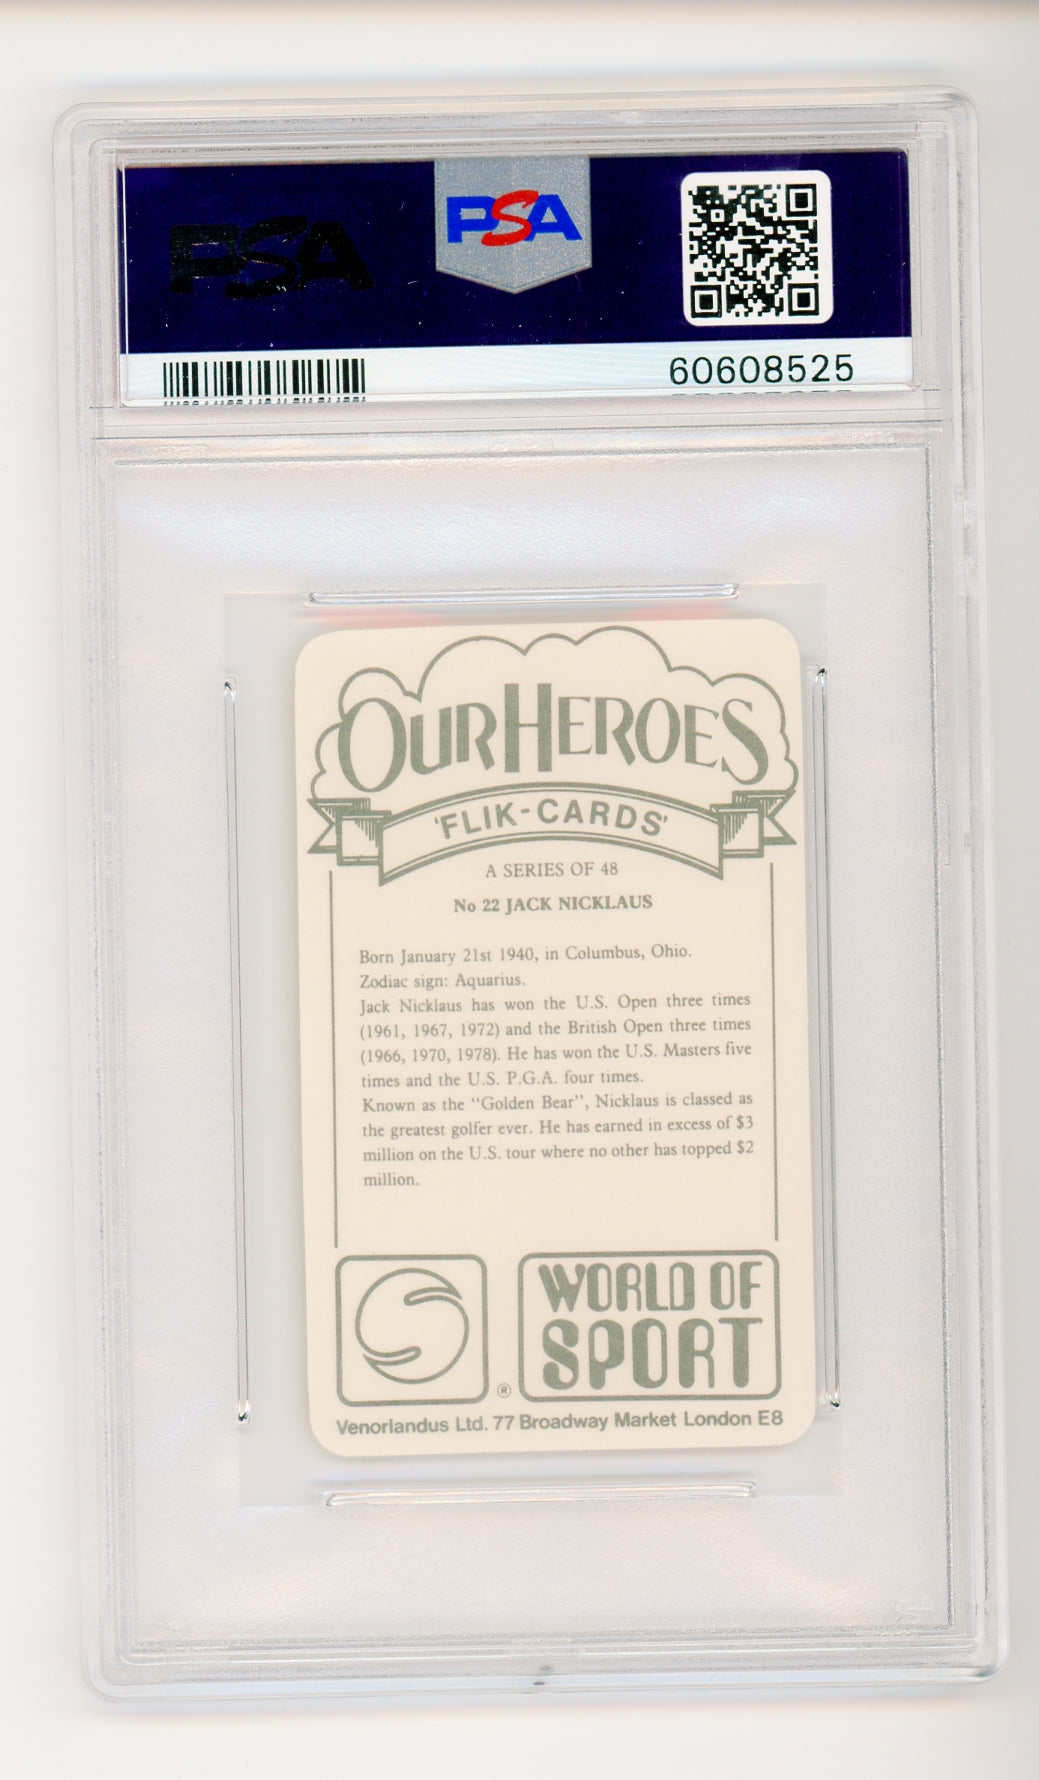 PSA
PSA
60608525
OUR HEROES
'FLIK-CARDS'
A SERIES OF 48
No 22 JACK NICKLAUS
Born January 21st 1940, in Columbus, Ohio.
Zodiac sign: Aquarius.
Jack Nicklaus has won the U.S. Open three times
(1961, 1967, 1972) and the British Open three times
(1966, 1970, 1978). He has won the U.S. Masters five
times and the U.S. P.G.A. four times.
Known as the "Golden Bear", Nicklaus is classed as
the greatest golfer ever. He has earned in excess of $3
million on the U.S. tour where no other has topped $2
million.
WORLD OF
SPORT
®
Venorlandus Ltd. 77 Broadway Market London E8